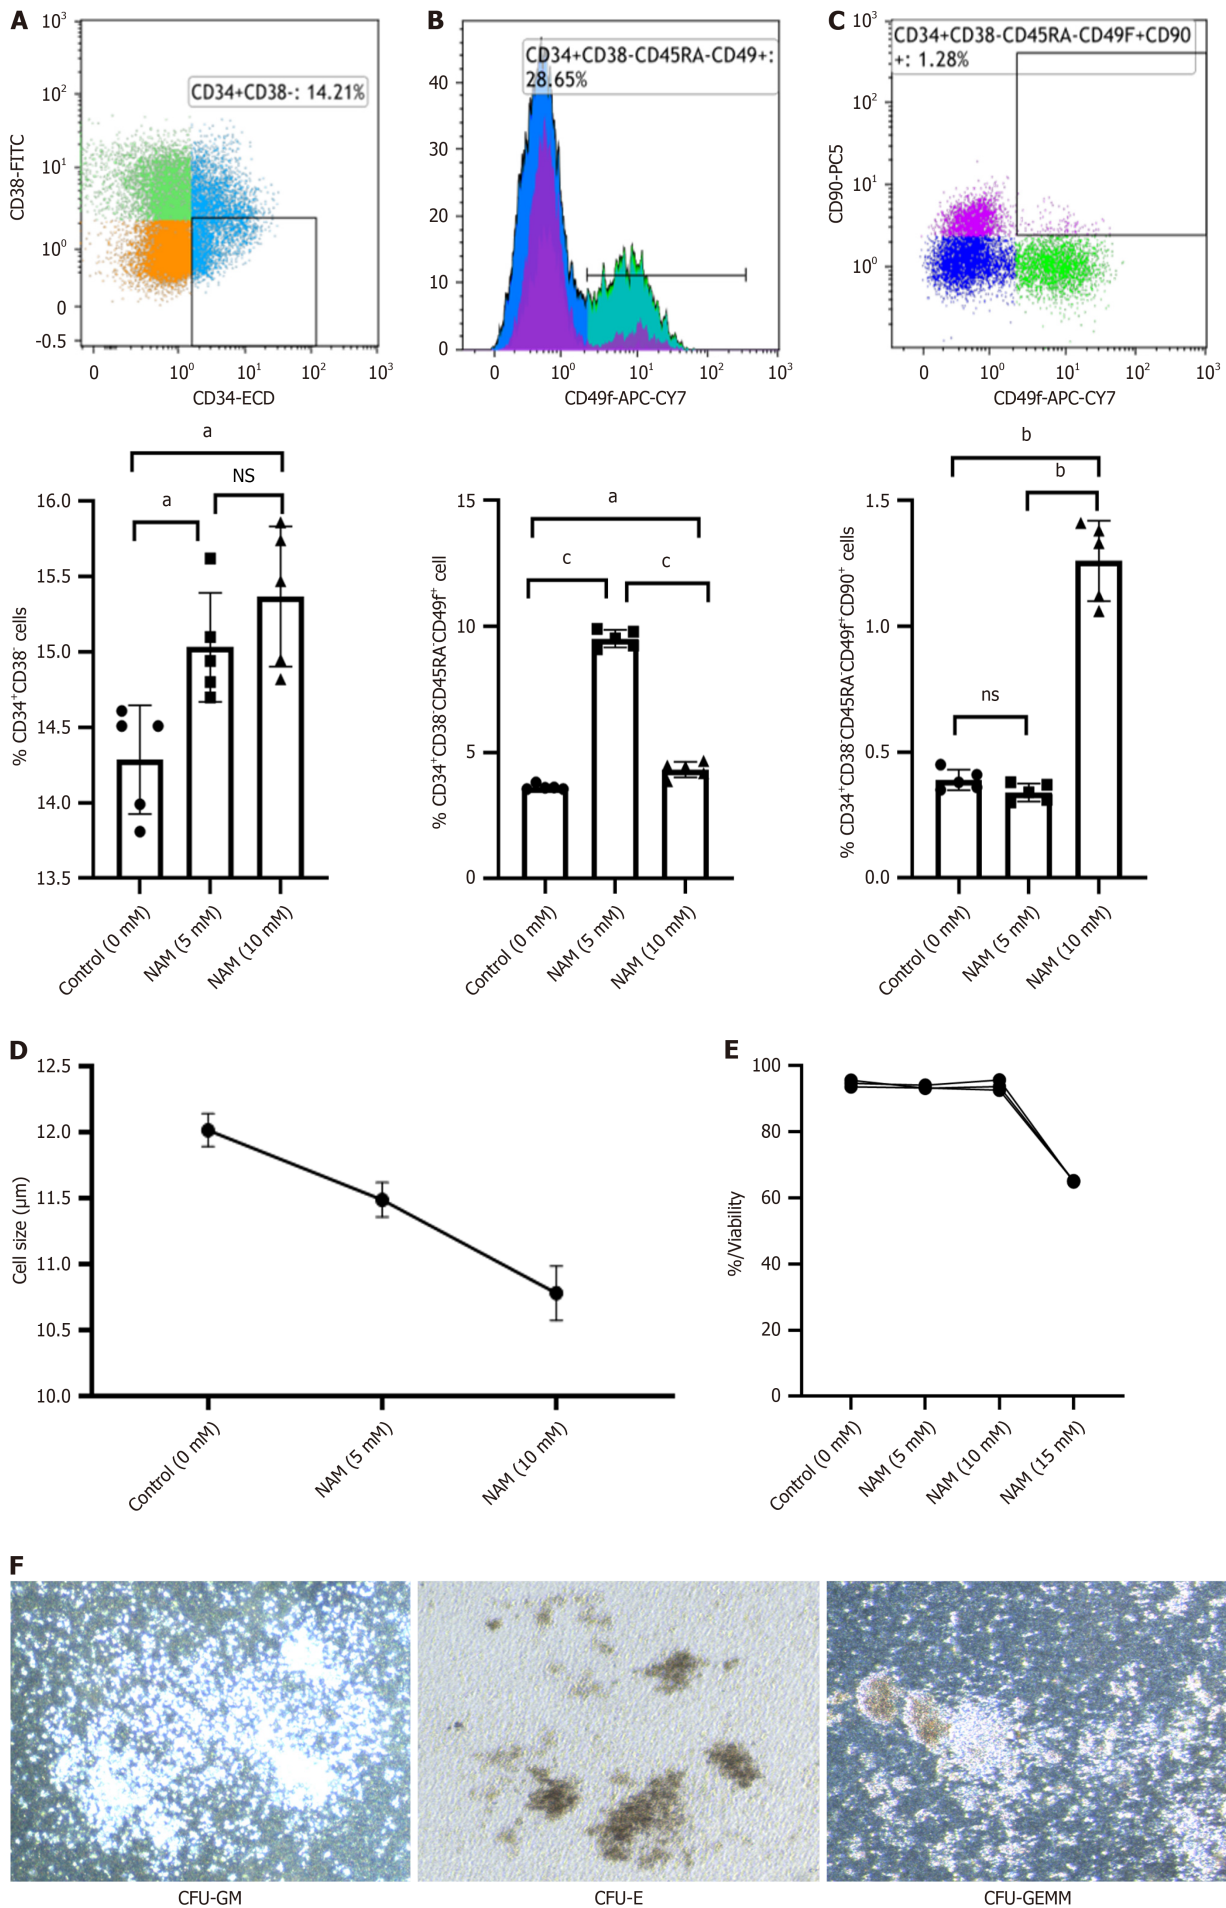 A
10³
10²
10¹
10⁰
0
-0.5
CD38-FITC
CD34+CD38-: 14.21%
0
10⁰
10¹
10²
10³
CD34-ECD
B
40
30
20
10
0
CD34+CD38-CD45RA-CD49+:
28.65%
0
10⁰
10¹
10²
10³
CD49f-APC-CY7
C
10³
10²
10¹
10⁰
CD90-PC5
CD34+CD38-CD45RA-CD49F+CD90
+: 1.28%
0
10⁰
10¹
10²
10³
CD49f-APC-CY7
a
NS
a
16.0
15.5
15.0
14.5
14.0
13.5
% CD34⁺CD38⁻ cells
Control (0 mM)
NAM (5 mM)
NAM (10 mM)
a
c
c
15
10
5
0
% CD34⁺CD38⁻CD45RA⁻CD49f⁺ cell
Control (0 mM)
NAM (5 mM)
NAM (10 mM)
b
b
ns
1.5
1.0
0.5
0.0
% CD34⁺CD38⁻CD45RA⁻CD49f⁺CD90⁺ cells
Control (0 mM)
NAM (5 mM)
NAM (10 mM)
D
12.5
12.0
11.5
11.0
10.5
10.0
Cell size (μm)
Control (0 mM)
NAM (5 mM)
NAM (10 mM)
E
100
80
60
40
20
0
%/Viability
Control (0 mM)
NAM (5 mM)
NAM (10 mM)
NAM (15 mM)
F
CFU-GM
CFU-E
CFU-GEMM